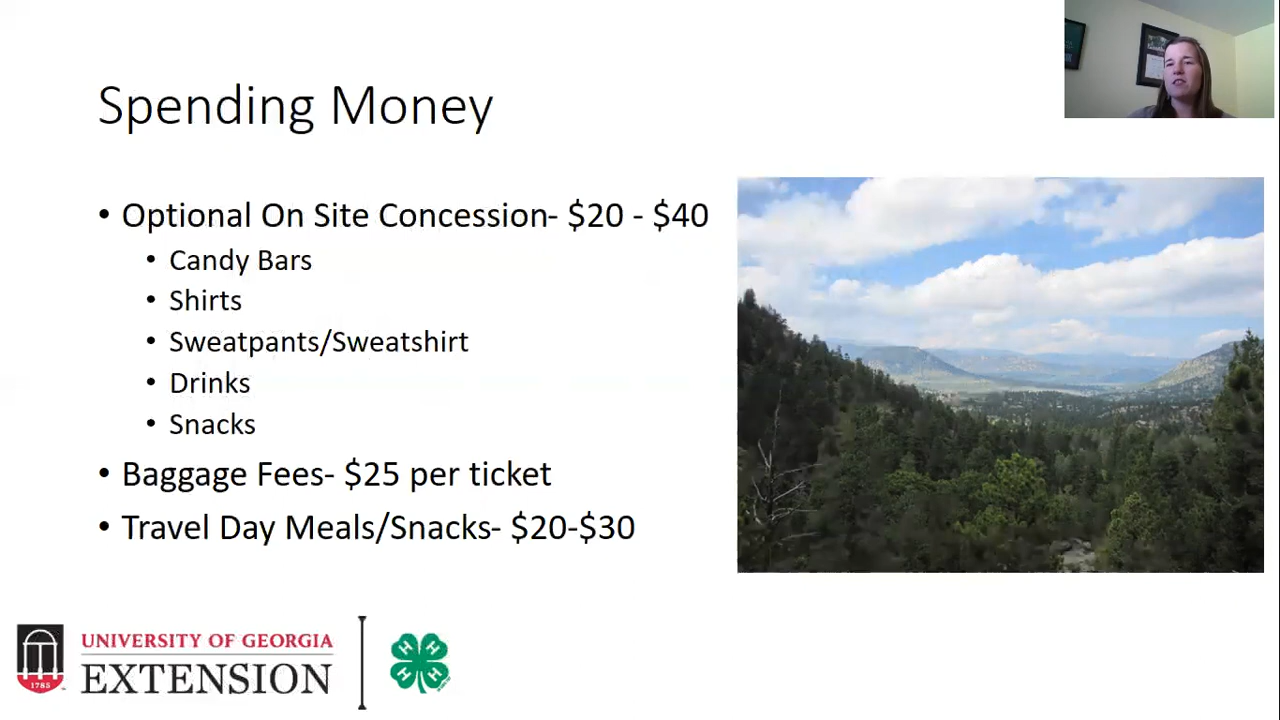 Spending Money
• Optional On Site Concession- $20 - $40
• Candy Bars
• Shirts
• Sweatpants/Sweatshirt
• Drinks
• Snacks
• Baggage Fees- $25 per ticket
• Travel Day Meals/Snacks- $20-$30
1785
UNIVERSITY OF GEORGIA
EXTENSION
H H
H H